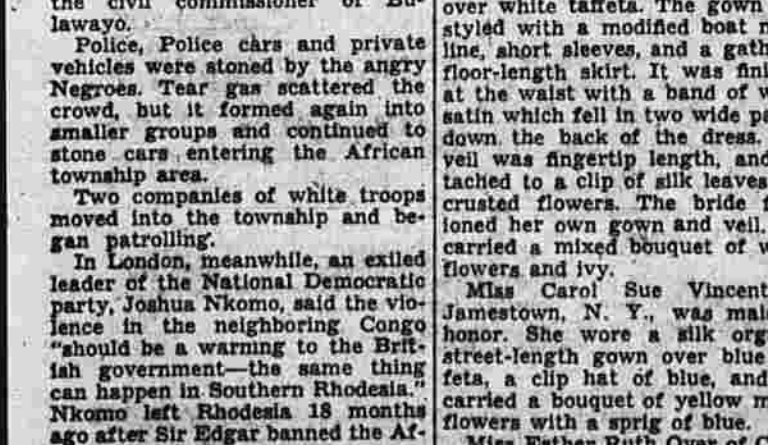 the civil commissioner of Bu-
lawayo.
Police, Police cars and private
vehicles were stoned by the angry
Negroes. Tear gas scattered the
crowd, but it formed again into
smaller groups and continued to
stone cars entering the African
township area.
Two companies of white troops
moved into the township and be-
gan patrolling.
In London, meanwhile, an exiled
leader of the National Democratic
party, Joshua Nkomo, said the vio-
lence in the neighboring Congo
"should be a warning to the Brit-
ish government—the same thing
can happen in Southern Rhodesia."
Nkomo left Rhodesia 18 months
ago after Sir Edgar banned the Af-
over white taffeta. The gown
styled with a modified boat n
line, short sleeves, and a gath
floor-length skirt. It was fini
at the waist with a band of w
satin which fell in two wide pa
down the back of the dress.
veil was fingertip length, and
tached to a clip of silk leaves
crusted flowers. The bride f
ioned her own gown and veil.
carried a mixed bouquet of w
flowers and ivy.
Miss Carol Sue Vincent
Jamestown, N. Y., was maid
honor. She wore a silk org
street-length gown over blue
feta, a clip hat of blue, and
carried a bouquet of yellow m
flowers with a sprig of blue.
Miss Esther Ruth